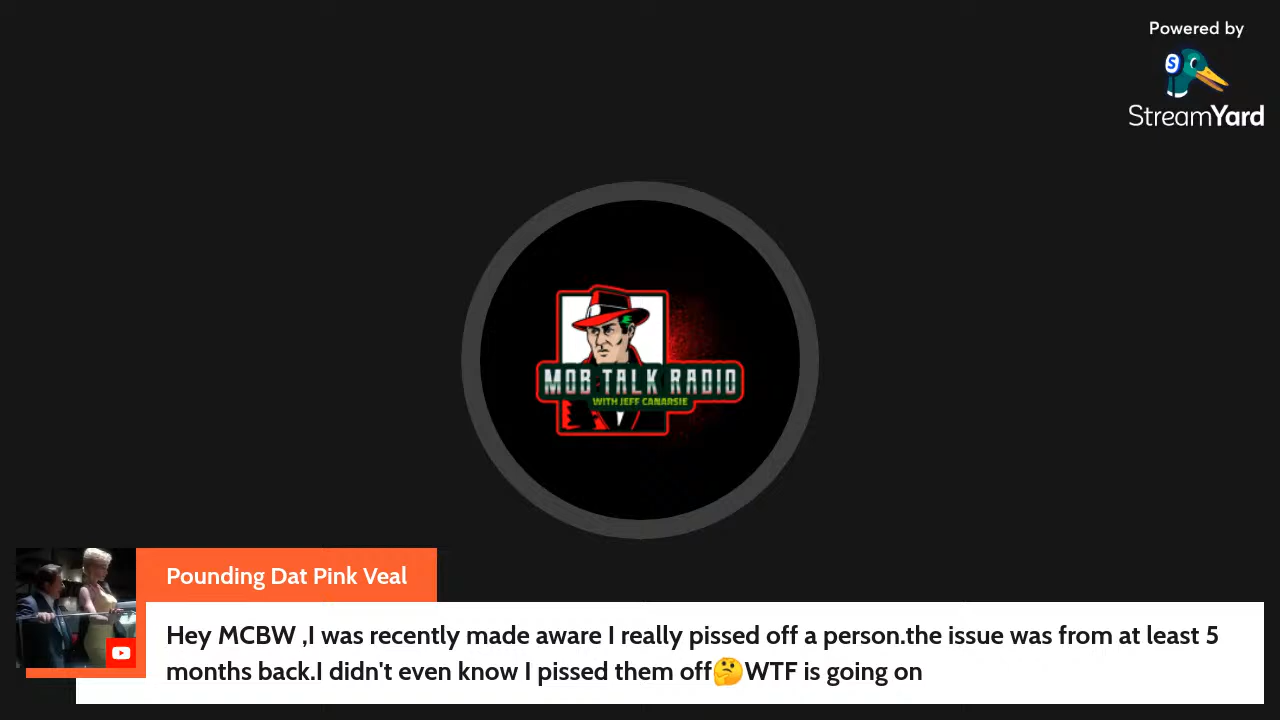 Powered by
S
StreamYard
MOB TALK RADIO
WITH JEFF CANARSIE
Pounding Dat Pink Veal
Hey MCBW ,I was recently made aware I really pissed off a person.the issue was from at least 5
months back.I didn't even know I pissed them off🤔WTF is going on